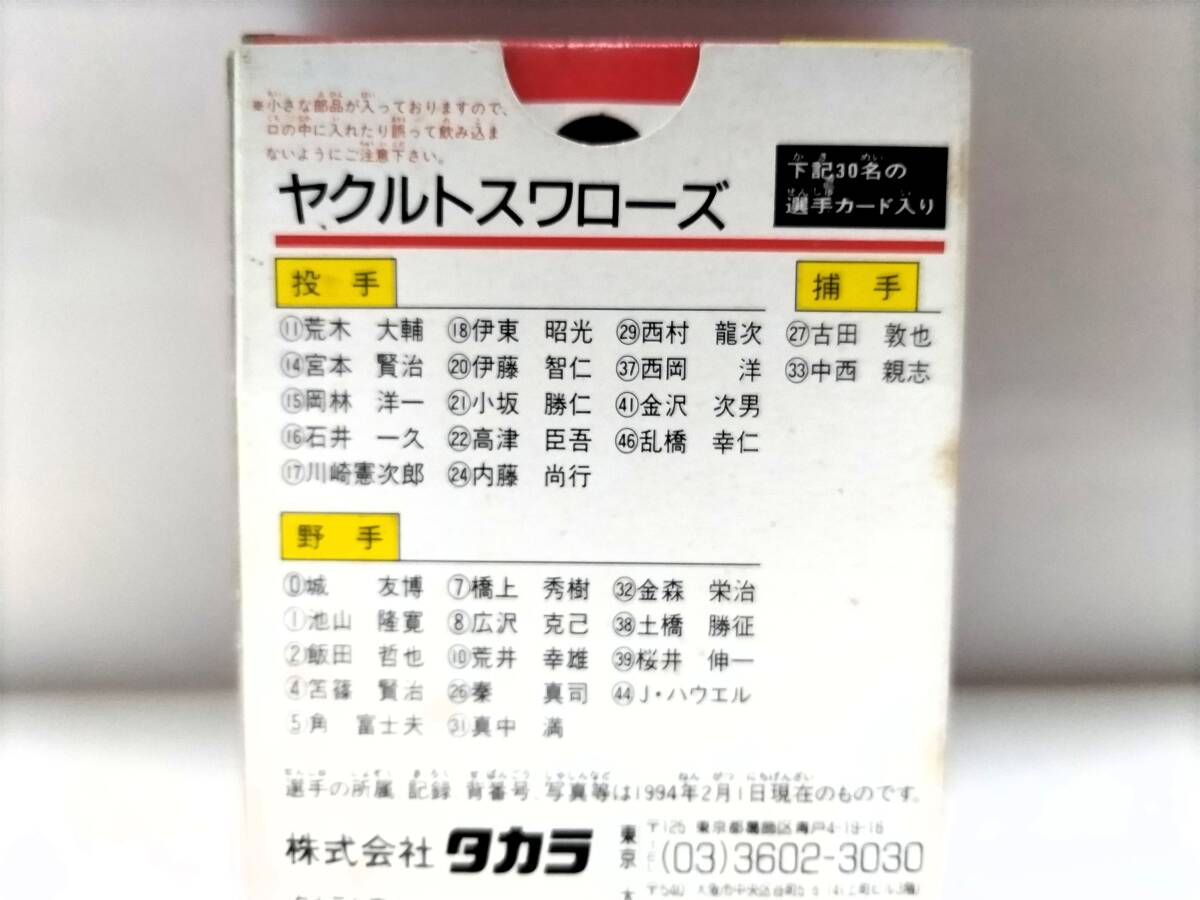 ※小さな部品が入っておりますので、
口の中に入れたり誤って飲み込ま
ないようにご注意下さい。
ヤクルトスワローズ
下記30名の
選手カード入り
投手
⑪荒木 大輔 ⑱伊東 昭光 ㉙西村 龍次
⑭宮本 賢治 ⑳伊藤 智仁 ㊲西岡 洋
⑮岡林 洋一 ㉑小坂 勝仁 ㊶金沢 次男
⑯石井 一久 ㉒高津 臣吾 ㊻乱橋 幸仁
⑰川崎憲次郎 ㉔内藤 尚行
捕手
㉗古田 敦也
㉝中西 親志
野手
⓪城 友博 ⑦橋上 秀樹 ㉜金森 栄治
①池山 隆寛 ⑧広沢 克己 ㊳土橋 勝征
②飯田 哲也 ⑩荒井 幸雄 ㊴桜井 伸一
④笘篠 賢治 ㉖秦 真司 ㊹J・ハウエル
⑤角 富士夫 ㉛真中 満
選手の所属、記録、背番号、写真等は1994年2月1日現在のものです。
株式会社 タカラ
東京
〒125 東京都葛飾区青戸4-19-16
(03)3602-3030
〒540